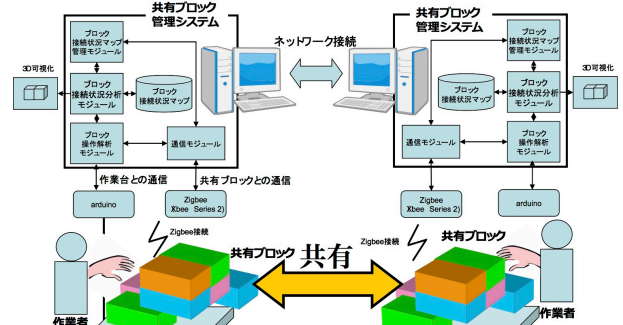 共有ブロック
管理システム
ブロック
接続状況マップ
管理モジュール
3D可視化
ブロック
接続状況分析
モジュール
ブロック
接続状況マップ
ブロック
操作解析
モジュール
通信モジュール
作業台との通信
共有ブロックとの通信
arduino
Zigbee
Xbee Series 2)
Zigbee接続
共有ブロック
作業者
ネットワーク接続
共有
共有ブロック
管理システム
ブロック
接続状況マップ
管理モジュール
3D可視化
ブロック
接続状況マップ
ブロック
接続状況分析
モジュール
通信モジュール
ブロック
操作解析
モジュール
Zigbee
Xbee Series 2)
arduino
Zigbee接続
共有ブロック
作業者